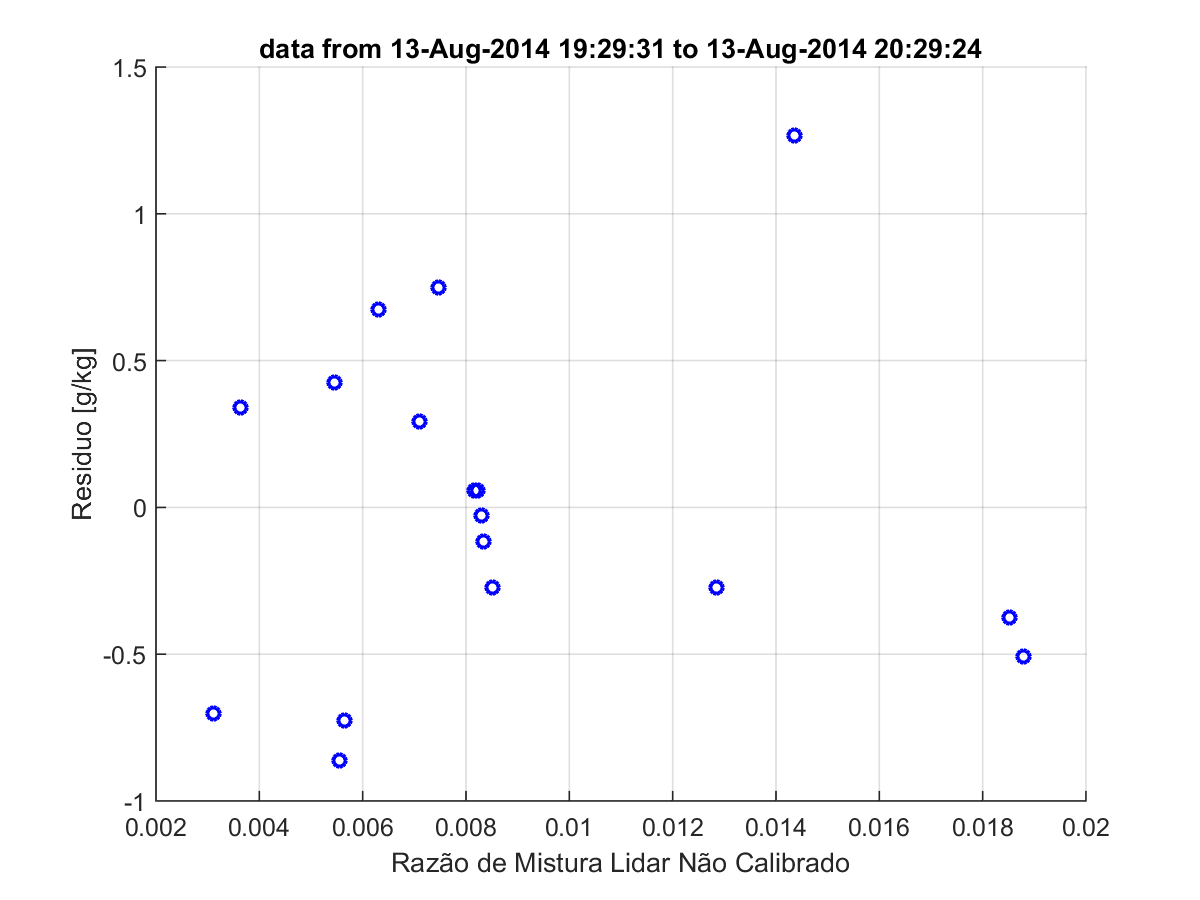 data from 13-Aug-2014 19:29:31 to 13-Aug-2014 20:29:24
1.5
1
0.5
0
-0.5
-1
Residuo [g/kg]
0.002 0.004 0.006 0.008 0.01 0.012 0.014 0.016 0.018 0.02
Razão de Mistura Lidar Não Calibrado